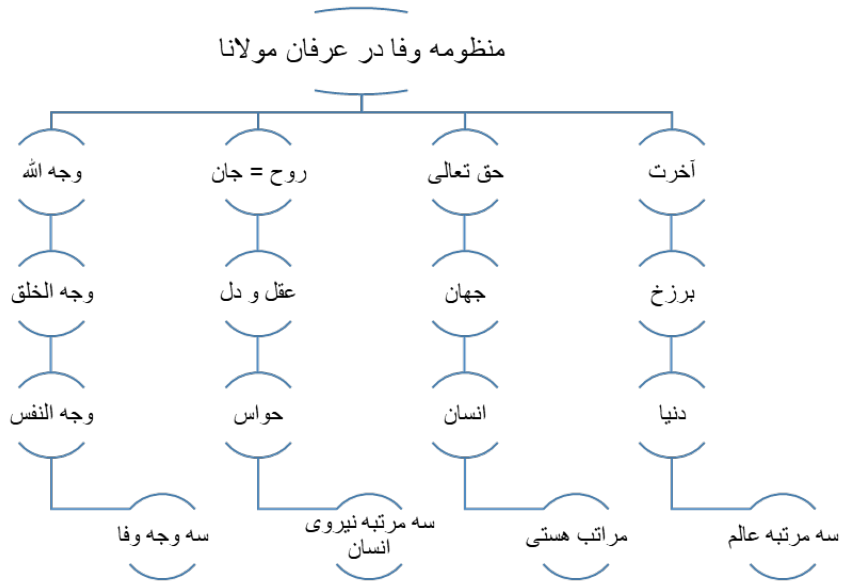 منظومه وفا در عرفان مولانا
آخرت
حق تعالی
روح = جان
وجه الله
برزخ
جهان
عقل و دل
وجه الخلق
دنیا
انسان
حواس
وجه النفس
سه مرتبه عالم
مراتب هستی
سه مرتبه نیروی
انسان
سه وجه وفا